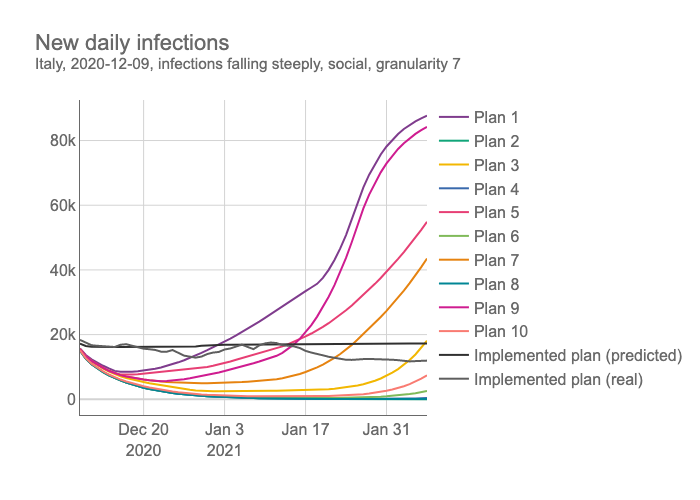 New daily infections
Italy, 2020-12-09, infections falling steeply, social, granularity 7
80k
60k
40k
20k
0
Dec 20
2020
Jan 3
2021
Jan 17
Jan 31
Plan 1
Plan 2
Plan 3
Plan 4
Plan 5
Plan 6
Plan 7
Plan 8
Plan 9
Plan 10
Implemented plan (predicted)
Implemented plan (real)